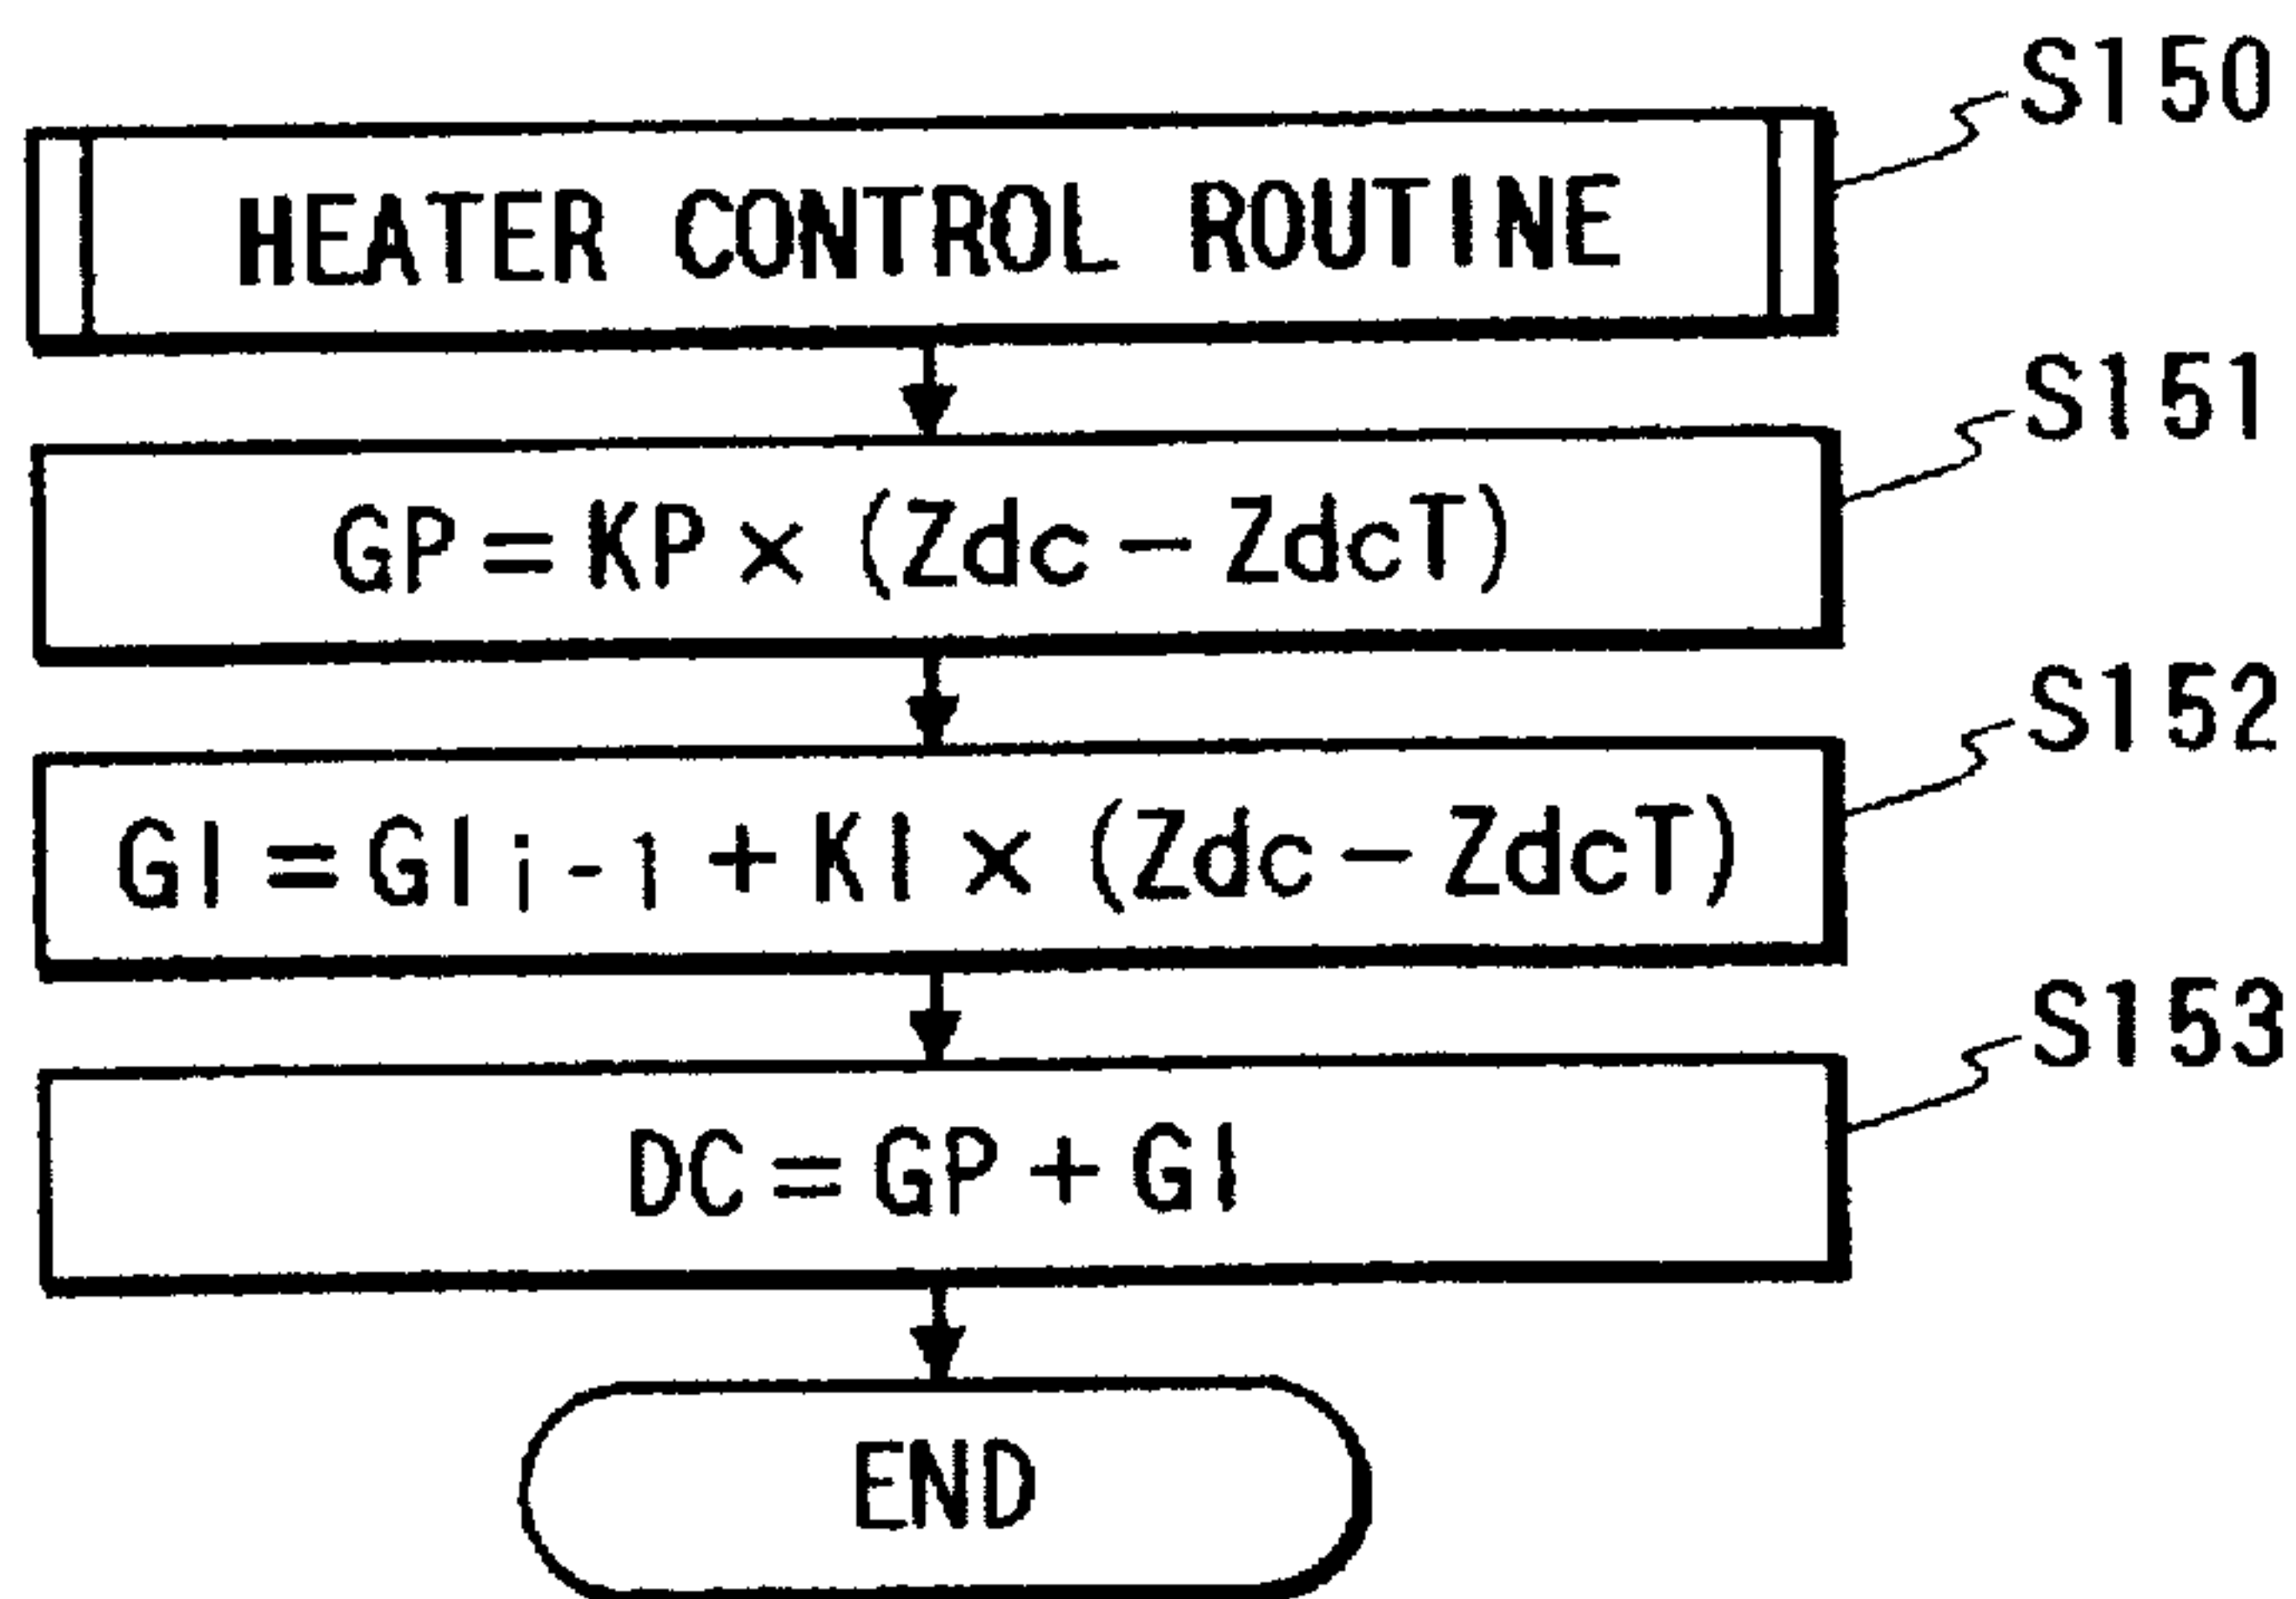 S150
HEATER CONTROL ROUTINE
S151
GP=KP×(Zdc-ZdcT)
S152
GI=GI i-1+KI×(Zdc-ZdcT)
S153
DC=GP+GI
END